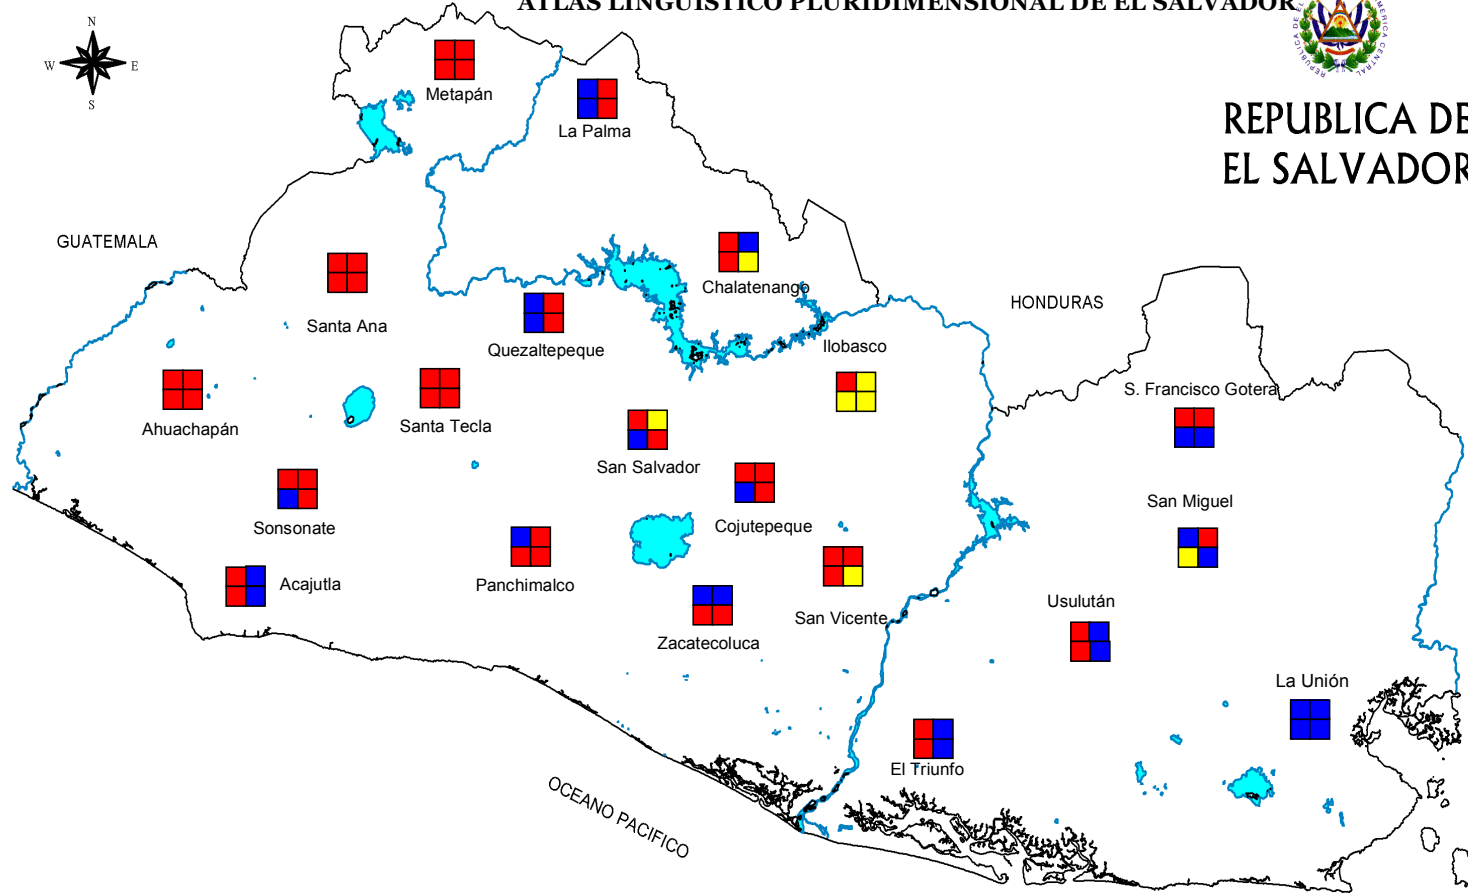 ATLAS LINGÜÍSTICO PLURIDIMENSIONAL DE EL SALVADOR
N
W
E
S
REPUBLICA DE
EL SALVADOR
Metapán
La Palma
GUATEMALA
Chalatenango
HONDURAS
Santa Ana
Quezaltepeque
Ilobasco
S. Francisco Gotera
Ahuachapán
Santa Tecla
San Salvador
San Miguel
Sonsonate
Cojutepeque
Acajutla
Panchimalco
Usulután
San Vicente
Zacatecoluca
La Unión
El Triunfo
OCEANO PACIFICO